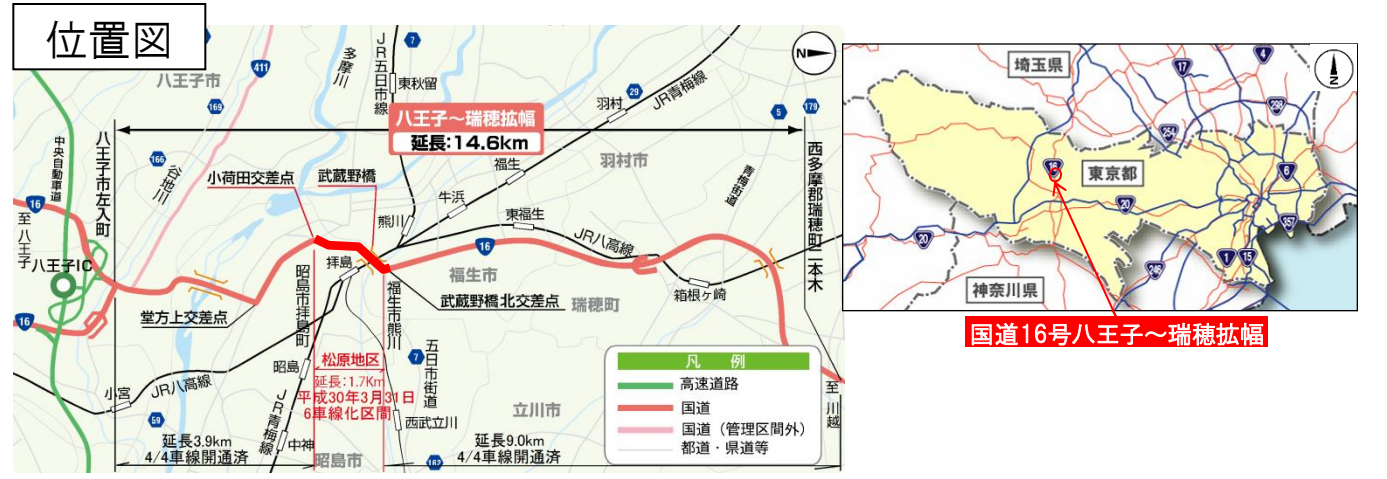 位置図
八王子市
411
169
多摩川
JR五日市線
7
東秋留
29
羽村
JR青梅線
5
179
八王子～瑞穂拡幅
延長：14.6km
中央自動車道
八王子市左入町
166
谷地川
小荷田交差点
武蔵野橋
福生
羽村市
青梅街道
西多摩郡瑞穂町二本木
牛浜
熊川
東福生
JR八高線
16
至 八王子
八王子IC
16
16
拝島
福生市
瑞穂町
箱根ヶ崎
武蔵野橋北交差点
堂方上交差点
昭島市拝島町
福生市熊川
昭島
松原地区
延長：1.7Km
平成30年3月31日
6車線化区間
7
五日市街道
小宮
JR八高線
JR青梅線
59
中神
昭島市
西武立川
立川市
162
至 川越
延長3.9km
4/4車線開通済
延長9.0km
4/4車線開通済
凡 例
高速道路
国道
国道（管理区間外）
都道・県道等
N
埼玉県
17
4
N
254
298
16
東京都
6
20
357
20
246
1
15
神奈川県
国道16号八王子～瑞穂拡幅